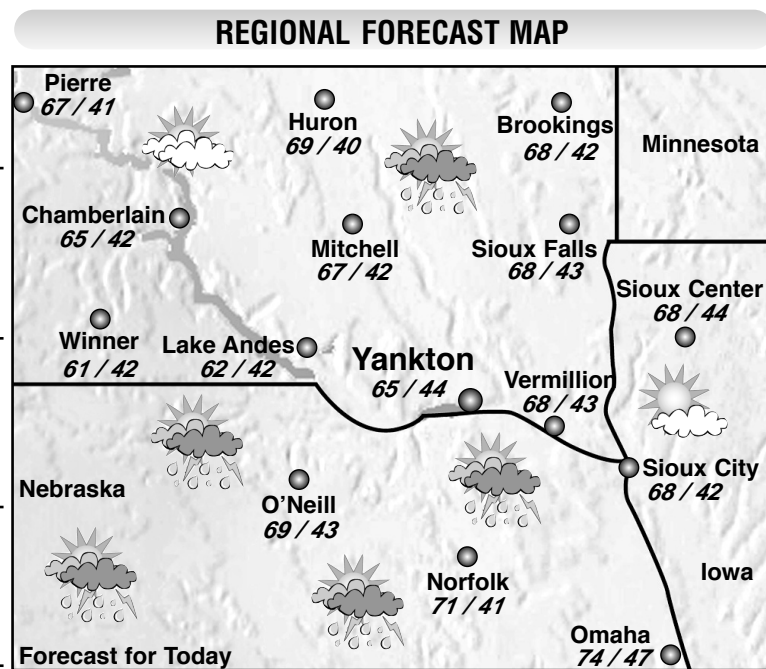 REGIONAL FORECAST MAP
Pierre
67 / 41
Huron
69 / 40
Brookings
68 / 42
Minnesota
Chamberlain
65 / 42
Mitchell
67 / 42
Sioux Falls
68 / 43
Sioux Center
68 / 44
Winner
61 / 42
Lake Andes
62 / 42
Yankton
65 / 44
Vermillion
68 / 43
Sioux City
68 / 42
Nebraska
O'Neill
69 / 43
Norfolk
71 / 41
Iowa
Omaha
74 / 47
Forecast for Today